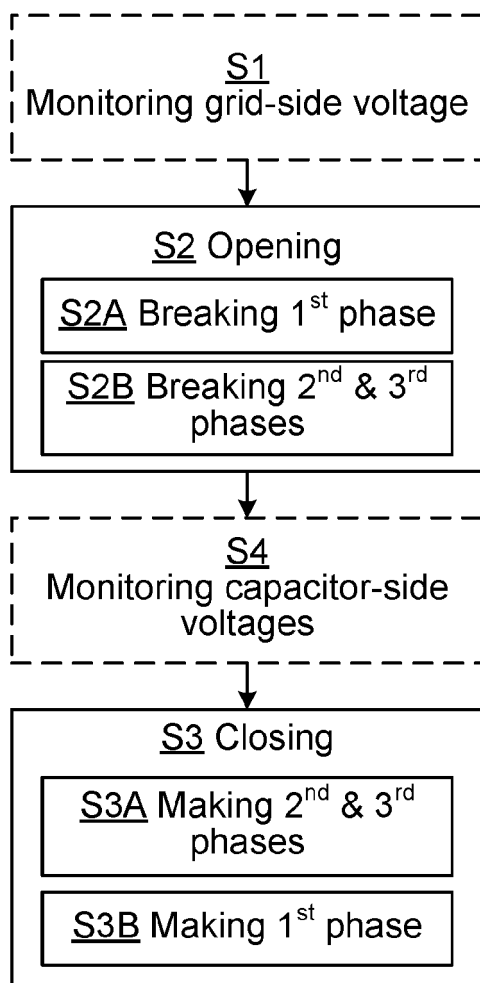 S1
Monitoring grid-side voltage
S2 Opening
S2A Breaking 1st phase
S2B Breaking 2nd & 3rd
phases
S4
Monitoring capacitor-side
voltages
S3 Closing
S3A Making 2nd & 3rd
phases
S3B Making 1st phase